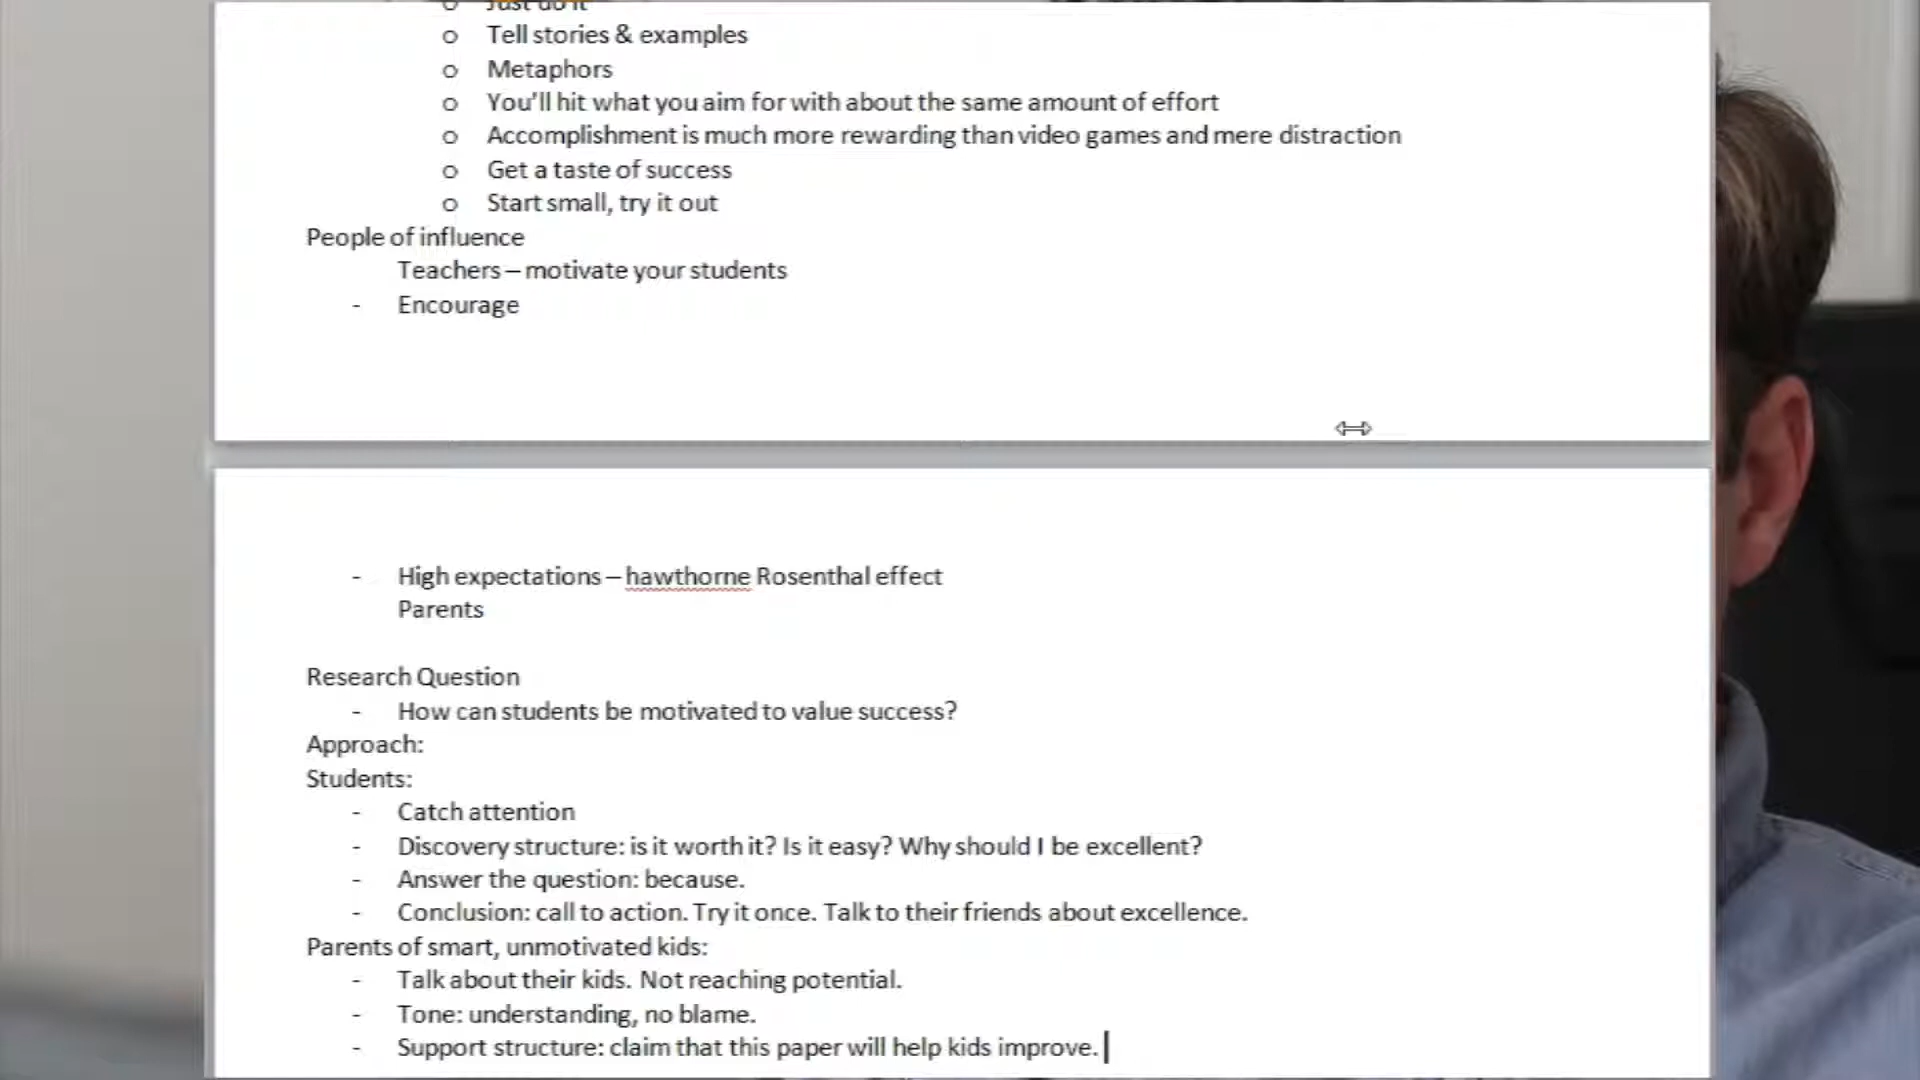 o Just do it
o Tell stories & examples
o Metaphors
o You'll hit what you aim for with about the same amount of effort
o Accomplishment is much more rewarding than video games and mere distraction
o Get a taste of success
o Start small, try it out
People of influence
Teachers – motivate your students
- Encourage
- High expectations – hawthorne Rosenthal effect
Parents
Research Question
- How can students be motivated to value success?
Approach:
Students:
- Catch attention
- Discovery structure: is it worth it? Is it easy? Why should I be excellent?
- Answer the question: because.
- Conclusion: call to action. Try it once. Talk to their friends about excellence.
Parents of smart, unmotivated kids:
- Talk about their kids. Not reaching potential.
- Tone: understanding, no blame.
- Support structure: claim that this paper will help kids improve.